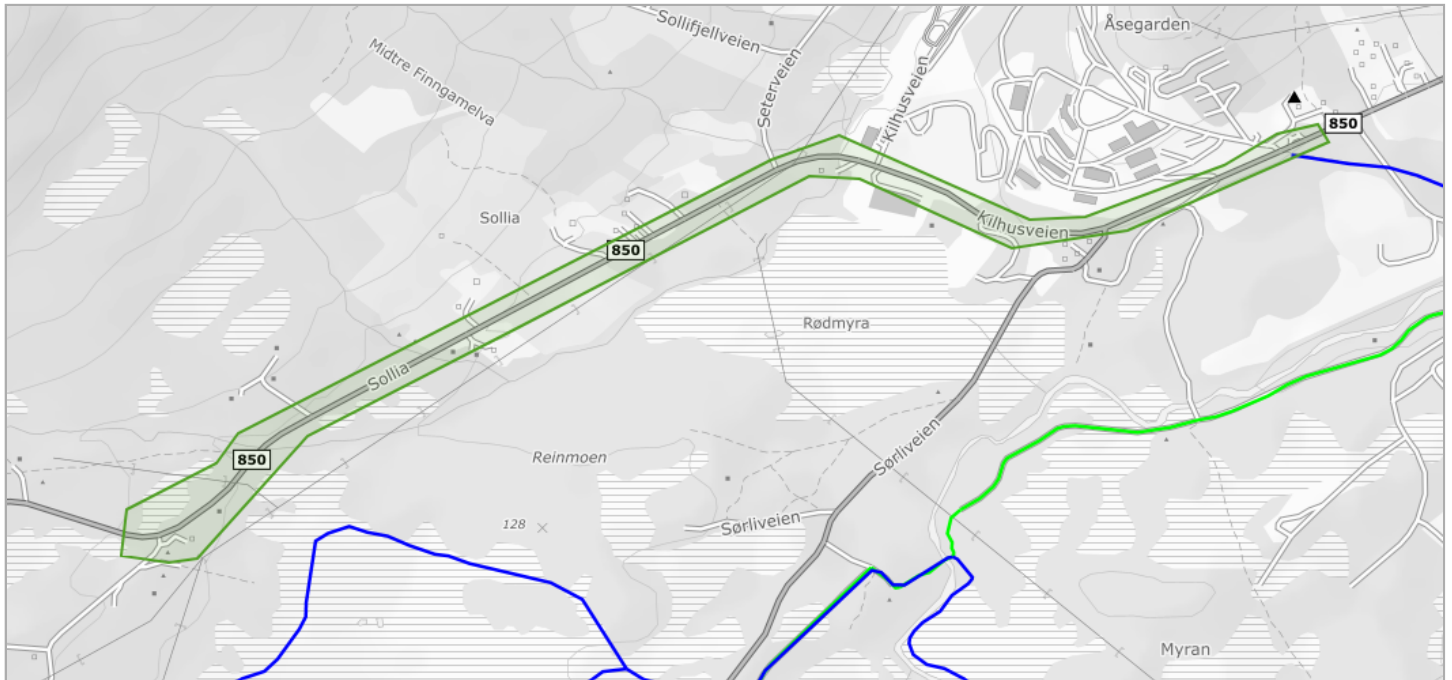 Sollifjellveien
Åsegarden
Midtre Finngamelva
Seterveien
Kilhusveien
850
Sollia
Kilhusveien
850
Rødmyra
Sollia
Sørliveien
850
Reinmoen
128
Sørliveien
Myran